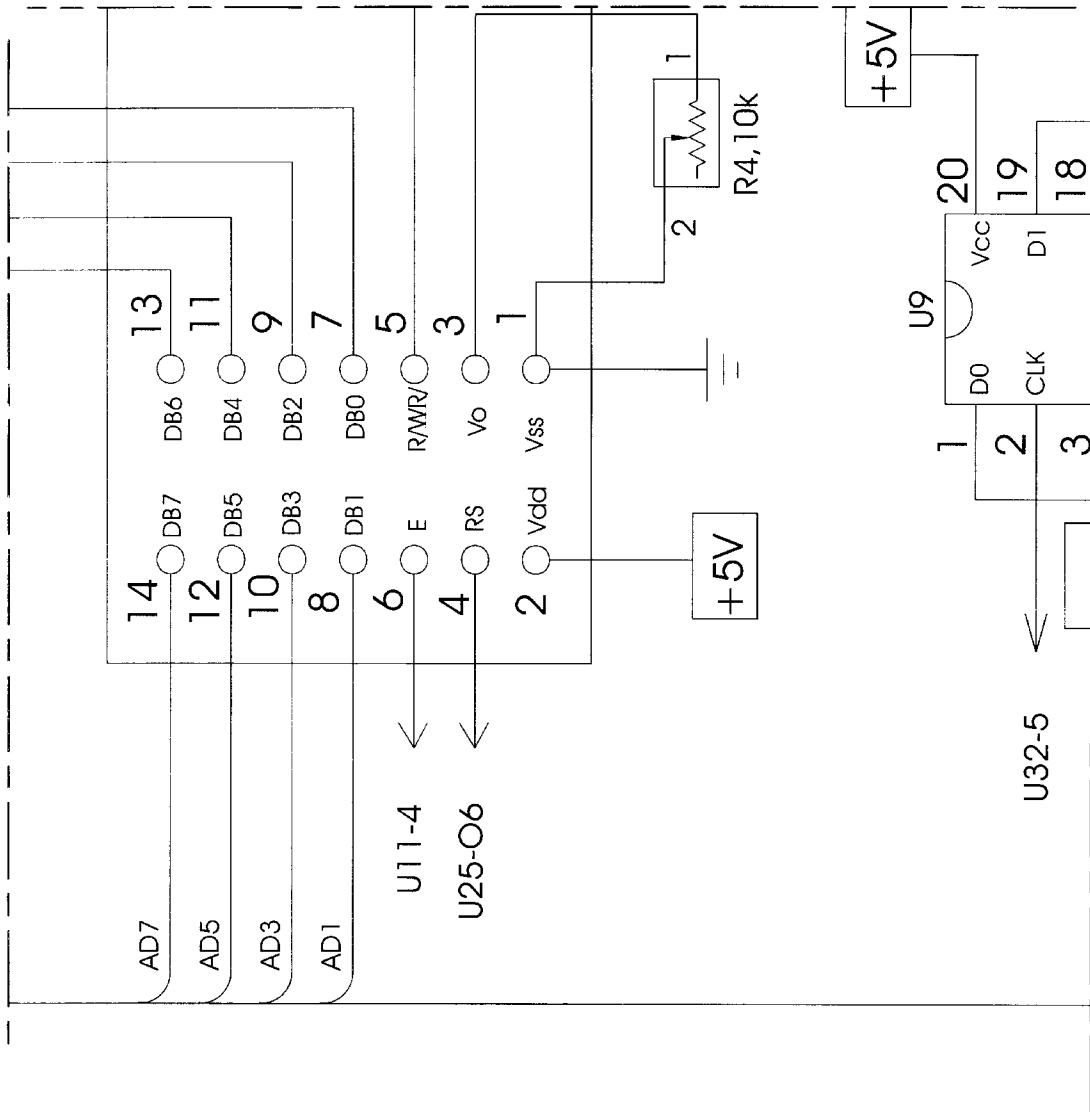 +5V
1
R4,10K
2
20
19
18
13
11
9
7
5
3
1
U9
Vcc
D1
DB6
DB4
DB2
DB0
R/WR/
Vo
Vss
D0
CLK
DB7
DB5
DB3
DB1
E
RS
Vdd
1
2
3
14
12
10
8
6
4
2
+5V
U11-4
U25-O6
U32-5
AD7
AD5
AD3
AD1